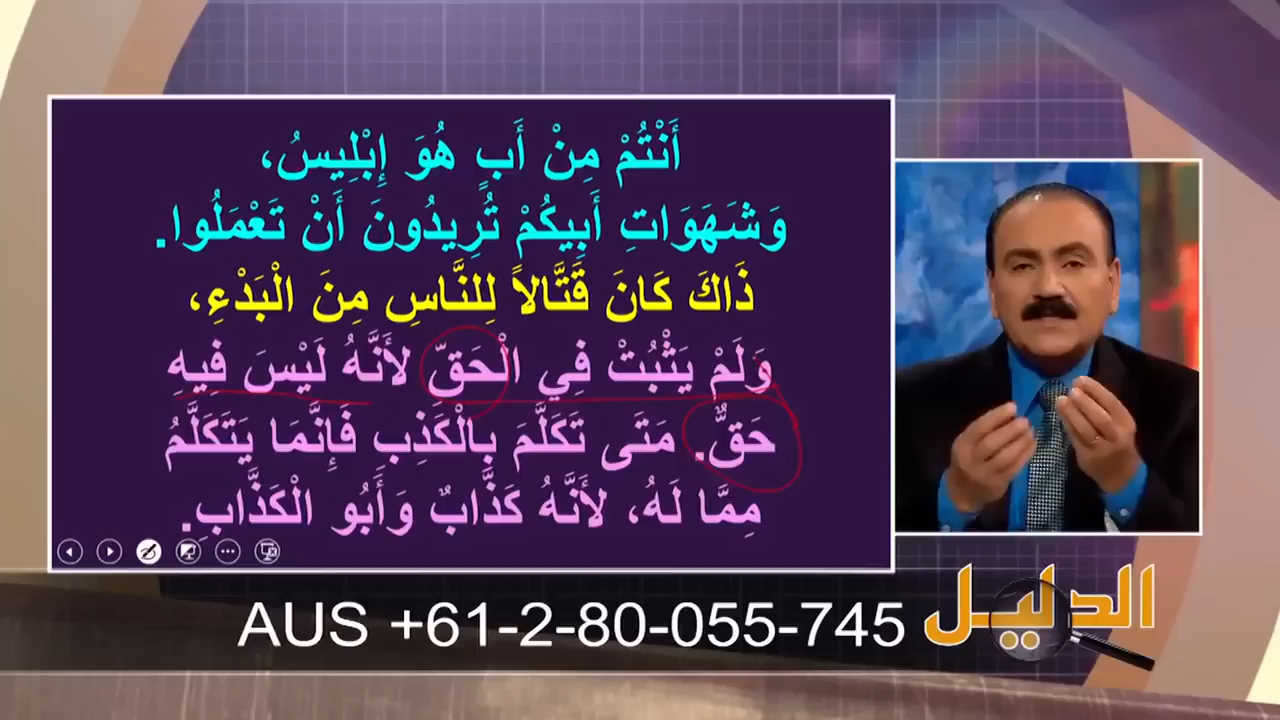 أَنْتُمْ مِنْ أَبٍ هُوَ إِبْلِيسُ،
وَشَهَوَاتِ أَبِيكُمْ تُرِيدُونَ أَنْ تَعْمَلُوا.
ذَاكَ كَانَ قَتَّالاً لِلنَّاسِ مِنَ الْبَدْءِ،
وَلَمْ يَثْبُتْ فِي الْحَقِّ لأَنَّهُ لَيْسَ فِيهِ
حَقٌّ. مَتَى تَكَلَّمَ بِالْكَذِبِ فَإِنَّمَا يَتَكَلَّمُ
مِمَّا لَهُ، لأَنَّهُ كَذَّابٌ وَأَبُو الْكَذَّابِ.
الدليل
AUS +61-2-80-055-745